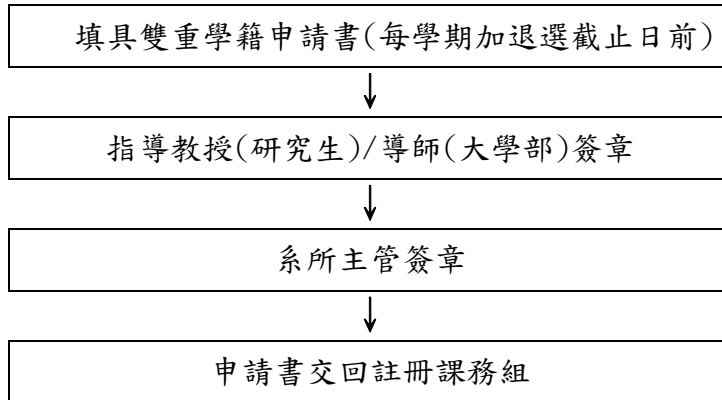 填具雙重學籍申請書(每學期加退選截止日前)
指導教授(研究生)/導師(大學部)簽章
系所主管簽章
申請書交回註冊課務組